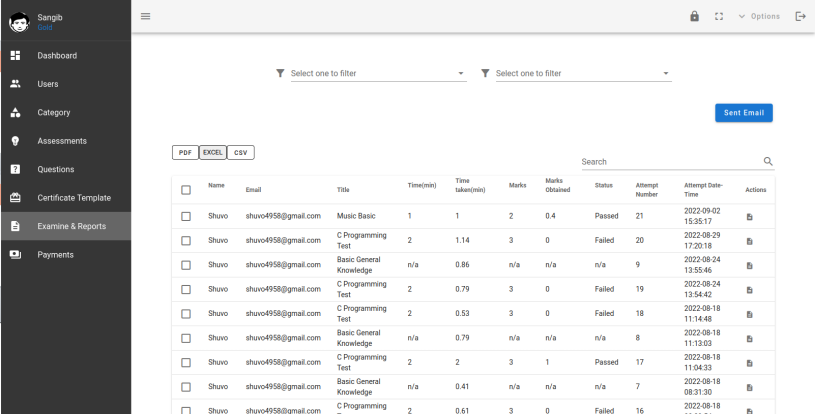 Sangib
Gold
Options
Dashboard
Users
Category
Assessments
Questions
Certificate Template
Examine & Reports
Payments
Select one to filter
Select one to filter
Sent Email
PDF EXCEL CSV
Search
Name Email Title Time(min) Time taken(min) Marks Marks Obtained Status Attempt Number Attempt Date-Time Actions
Shuvo shuvo4958@gmail.com Music Basic 1 1 2 0.4 Passed 21 2022-09-02 15:35:17
Shuvo shuvo4958@gmail.com C Programming Test 2 1.14 3 0 Failed 20 2022-08-29 17:20:18
Shuvo shuvo4958@gmail.com Basic General Knowledge n/a 0.86 n/a n/a n/a 9 2022-08-24 13:55:46
Shuvo shuvo4958@gmail.com C Programming Test 2 0.79 3 0 Failed 19 2022-08-24 13:54:42
Shuvo shuvo4958@gmail.com C Programming Test 2 0.53 3 0 Failed 18 2022-08-18 11:14:48
Shuvo shuvo4958@gmail.com Basic General Knowledge n/a 0.79 n/a n/a n/a 8 2022-08-18 11:13:03
Shuvo shuvo4958@gmail.com C Programming Test 2 2 3 1 Passed 17 2022-08-18 11:04:33
Shuvo shuvo4958@gmail.com Basic General Knowledge n/a 0.41 n/a n/a n/a 7 2022-08-18 08:31:30
Shuvo shuvo4958@gmail.com C Programming 2 0.61 3 0 Failed 16 2022-08-18